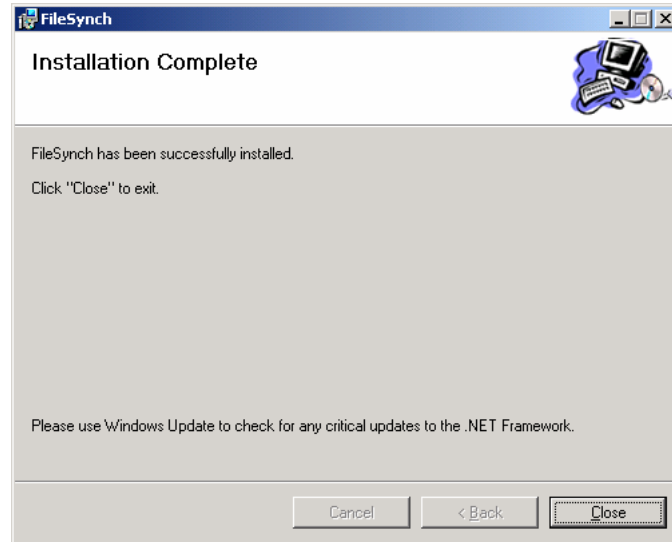 FileSynch
Installation Complete
FileSynch has been successfully installed.
Click "Close" to exit.
Please use Windows Update to check for any critical updates to the .NET Framework.
Cancel
< Back
Close